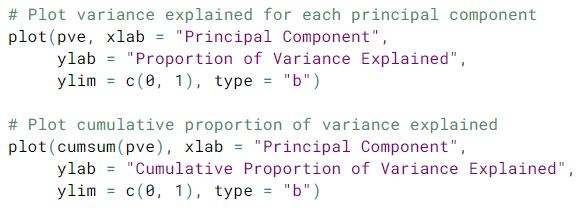 # Plot variance explained for each principal component
plot(pve, xlab = "Principal Component",
     ylab = "Proportion of Variance Explained",
     ylim = c(0, 1), type = "b")

# Plot cumulative proportion of variance explained
plot(cumsum(pve), xlab = "Principal Component",
     ylab = "Cumulative Proportion of Variance Explained",
     ylim = c(0, 1), type = "b")